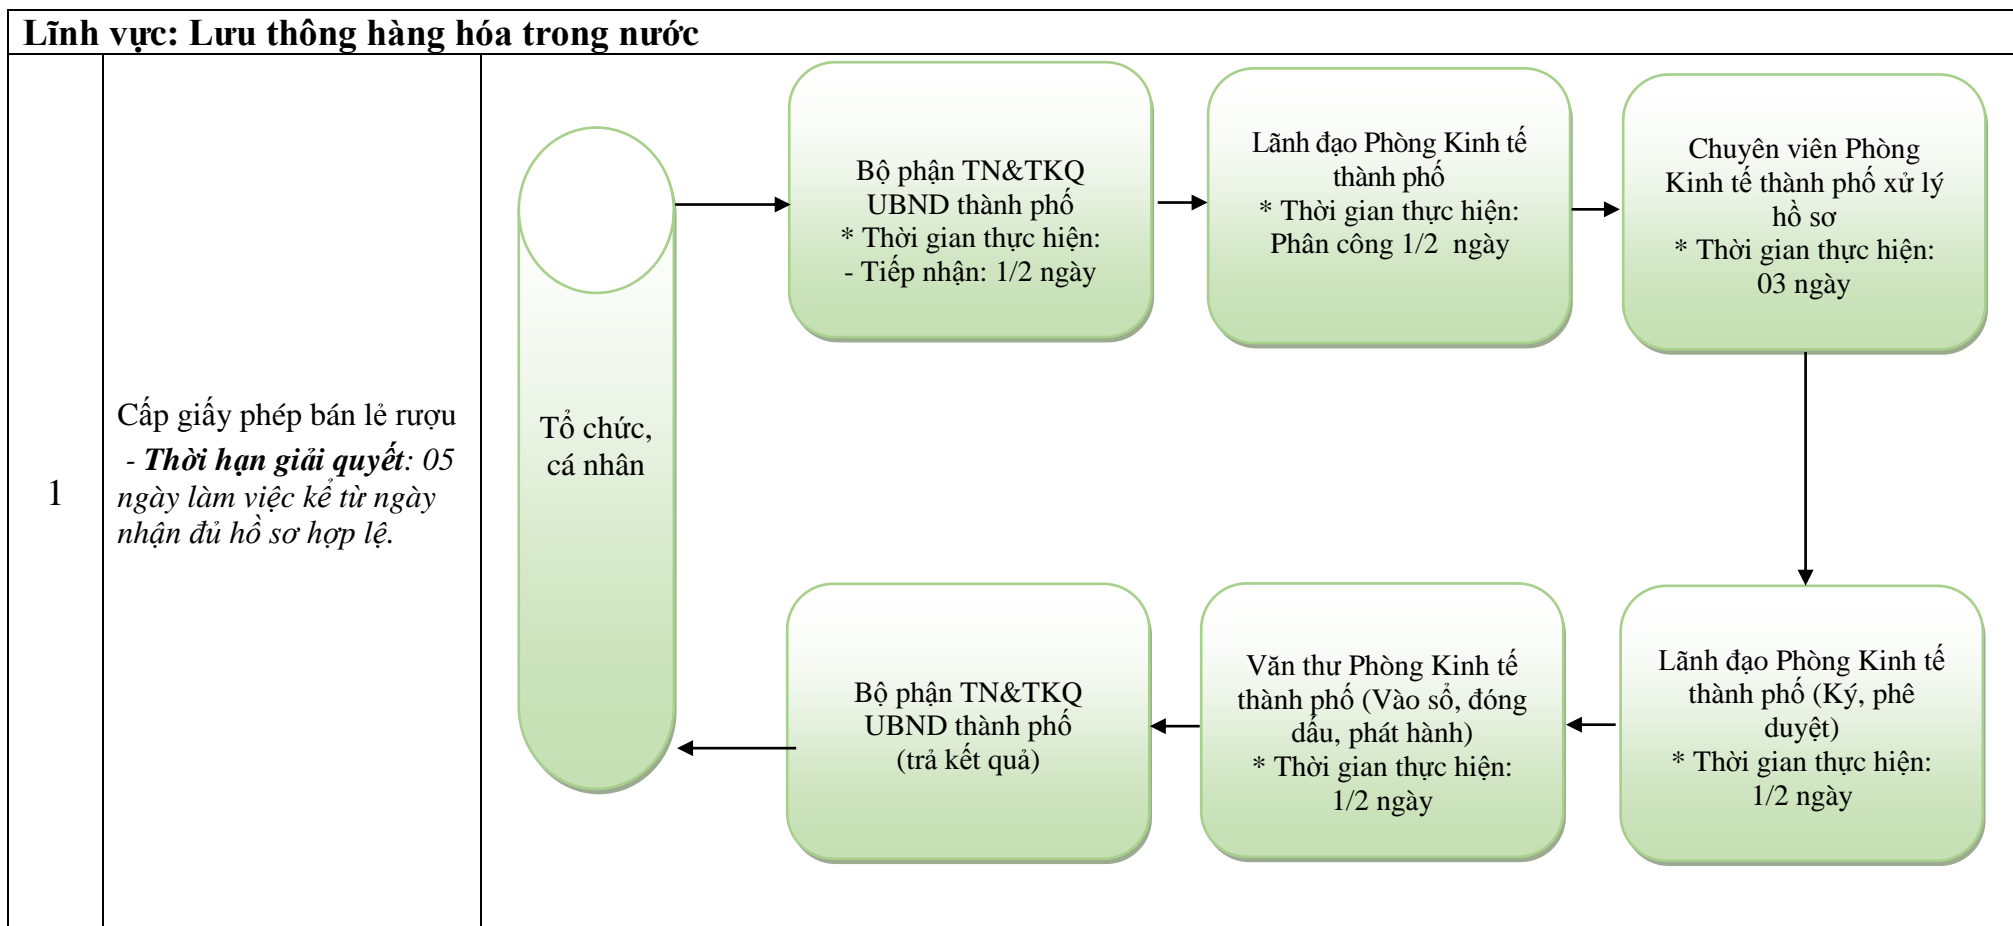 Lĩnh vực: Lưu thông hàng hóa trong nước
1
Cấp giấy phép bán lẻ rượu
- Thời hạn giải quyết: 05
ngày làm việc kể từ ngày
nhận đủ hồ sơ hợp lệ.
Tổ chức,
cá nhân
Bộ phận TN&TKQ
UBND thành phố
* Thời gian thực hiện:
- Tiếp nhận: 1/2 ngày
Lãnh đạo Phòng Kinh tế
thành phố
* Thời gian thực hiện:
Phân công 1/2 ngày
Chuyên viên Phòng
Kinh tế thành phố xử lý
hồ sơ
* Thời gian thực hiện:
03 ngày
Lãnh đạo Phòng Kinh tế
thành phố (Ký, phê
duyệt)
* Thời gian thực hiện:
1/2 ngày
Văn thư Phòng Kinh tế
thành phố (Vào sổ, đóng
dấu, phát hành)
* Thời gian thực hiện:
1/2 ngày
Bộ phận TN&TKQ
UBND thành phố
(trả kết quả)